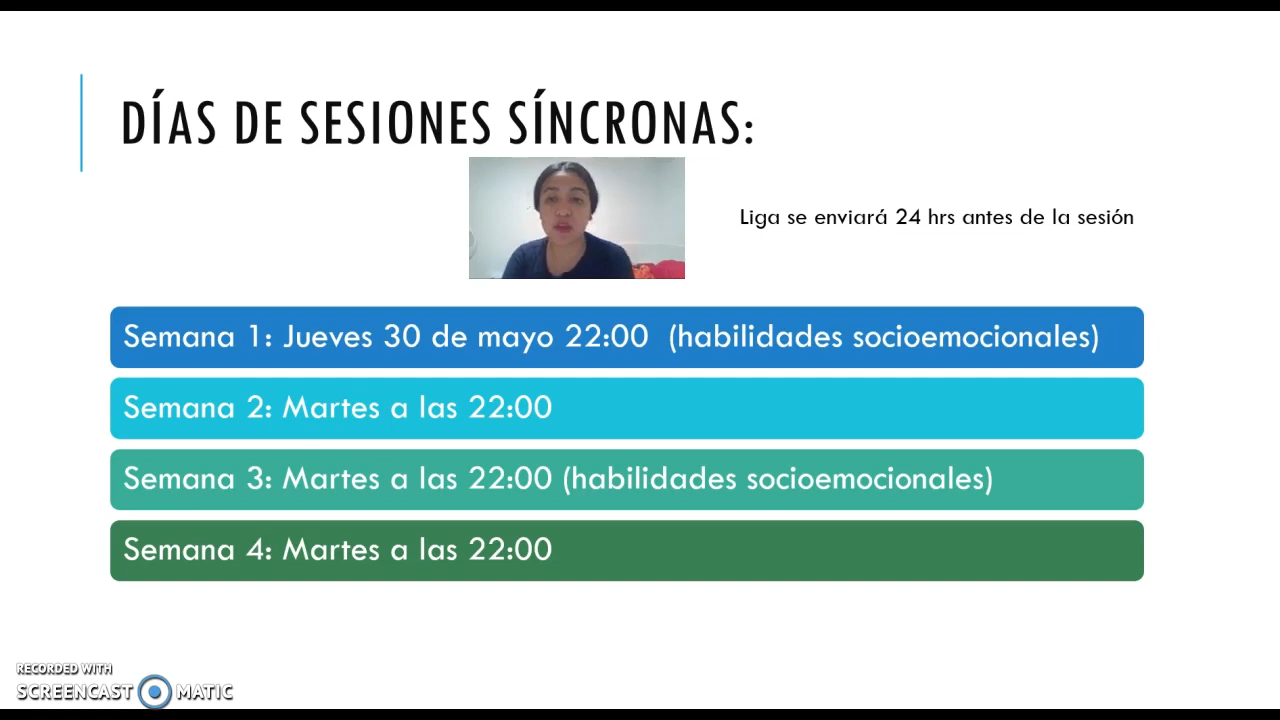 DÍAS DE SESIONES SÍNCRONAS:
Liga se enviará 24 hrs antes de la sesión
Semana 1: Jueves 30 de mayo 22:00 (habilidades socioemocionales)
Semana 2: Martes a las 22:00
Semana 3: Martes a las 22:00 (habilidades socioemocionales)
Semana 4: Martes a las 22:00
RECORDED WITH
SCREENCAST MATIC